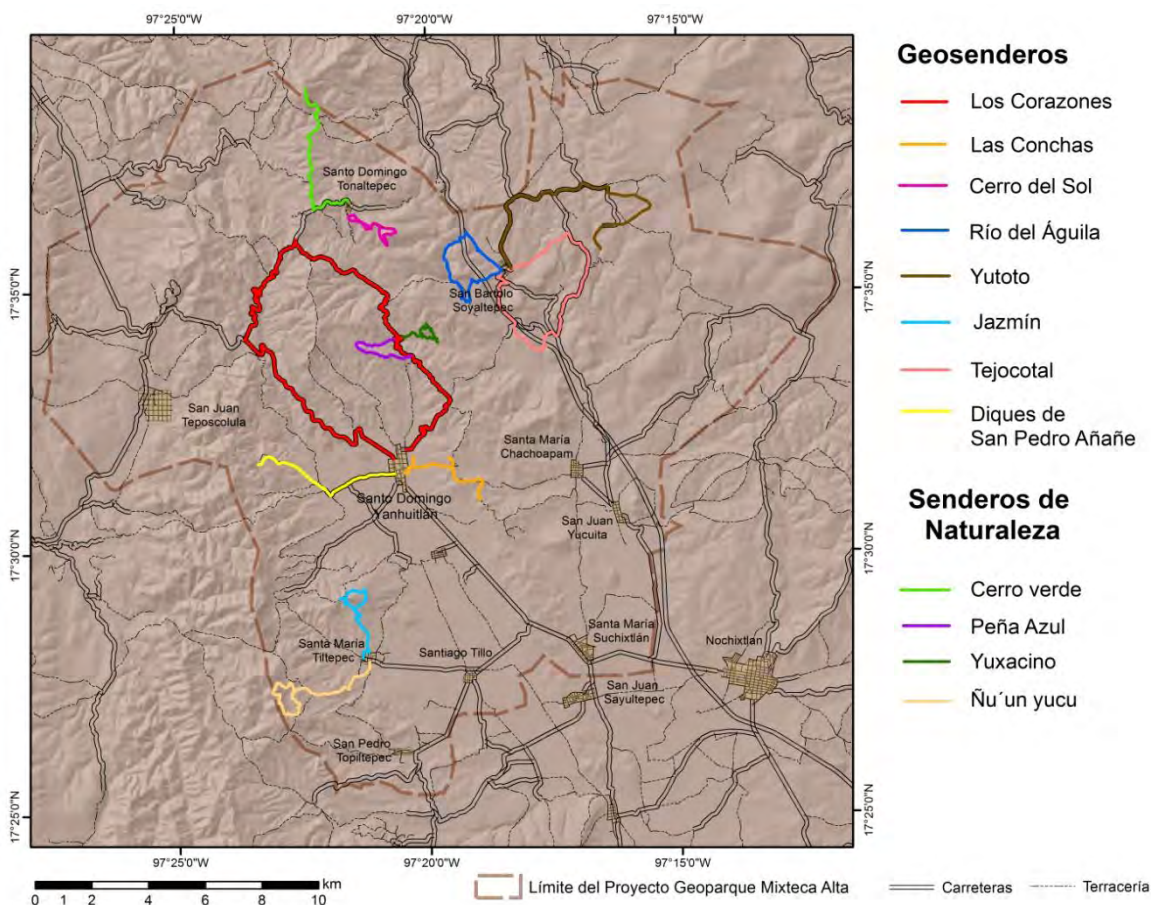 97°25'0"W
97°20'0"W
97°15'0"W
17°35'0"N
17°30'0"N
17°25'0"N
17°35'0"N
17°30'0"N
17°25'0"N
Santo Domingo
Tonaltepec
San Bartolo
Soyaltepec
San Juan
Teposcolula
Santa María
Chachoapam
Santo Domingo
Yanhuitlán
San Juan
Yucuita
Santa María
Tiltepec
Santiago Tillo
Santa María
Suchixtlán
Nochixtlan
San Juan
Sayultepec
San Pedro
Topiltepec
97°25'0"W
97°20'0"W
97°15'0"W
Geosenderos
Los Corazones
Las Conchas
Cerro del Sol
Río del Águila
Yutoto
Jazmín
Tejocotal
Diques de
San Pedro Añañe
Senderos de
Naturaleza
Cerro verde
Peña Azul
Yuxacino
Ñu´un yucu
km
0 1 2 4 6 8 10
Límite del Proyecto Geoparque Mixteca Alta
Carreteras
Terracería